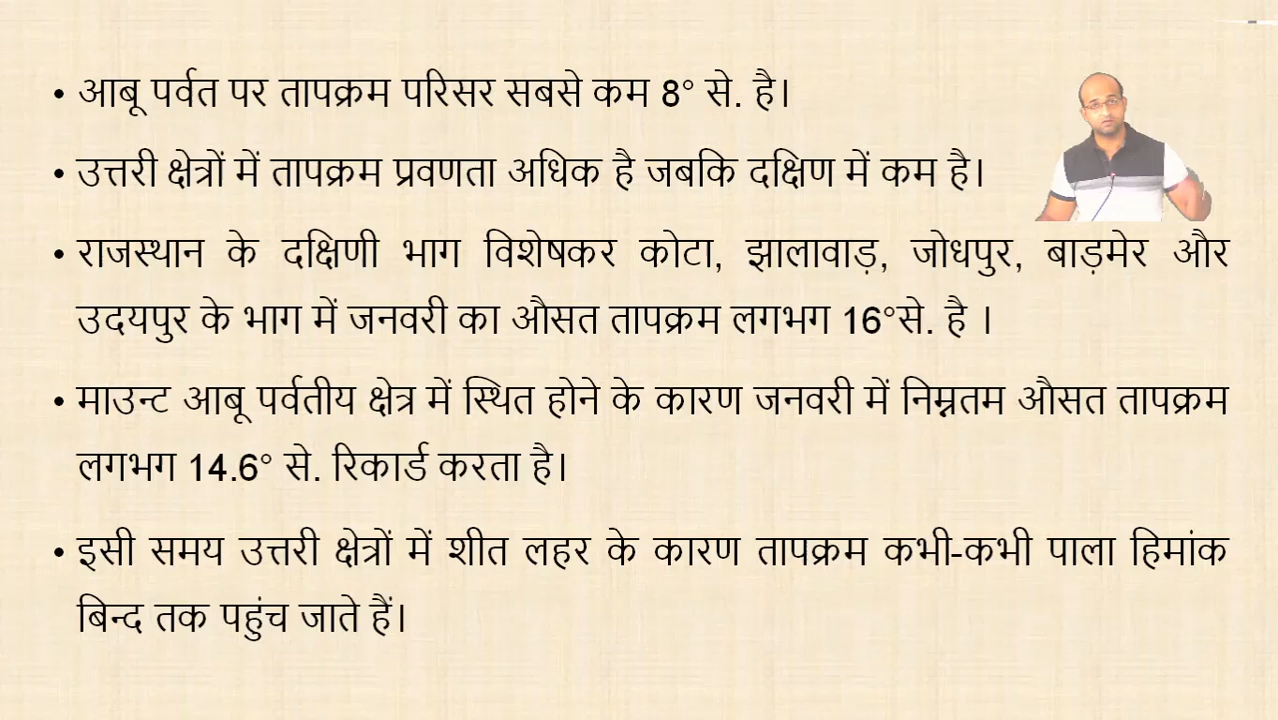 • आबू पर्वत पर तापक्रम परिसर सबसे कम 8° से. है।
• उत्तरी क्षेत्रों में तापक्रम प्रवणता अधिक है जबकि दक्षिण में कम है।
• राजस्थान के दक्षिणी भाग विशेषकर कोटा, झालावाड़, जोधपुर, बाड़मेर और
उदयपुर के भाग में जनवरी का औसत तापक्रम लगभग 16°से. है ।
• माउन्ट आबू पर्वतीय क्षेत्र में स्थित होने के कारण जनवरी में निम्नतम औसत तापक्रम
लगभग 14.6° से. रिकार्ड करता है।
• इसी समय उत्तरी क्षेत्रों में शीत लहर के कारण तापक्रम कभी-कभी पाला हिमांक
बिन्द तक पहुंच जाते हैं।